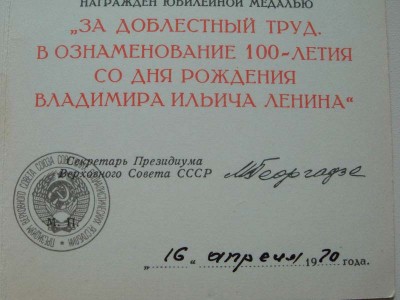 НАГРАЖДЕН ЮБИЛЕЙНОЙ МЕДАЛЬЮ
„ЗА ДОБЛЕСТНЫЙ ТРУД.
В ОЗНАМЕНОВАНИЕ 100-ЛЕТИЯ
СО ДНЯ РОЖДЕНИЯ
ВЛАДИМИРА ИЛЬИЧА ЛЕНИНА“
Секретарь Президиума
Верховного Совета СССР
М. Георгадзе
М. П.
„16“ апреля 1970 года.